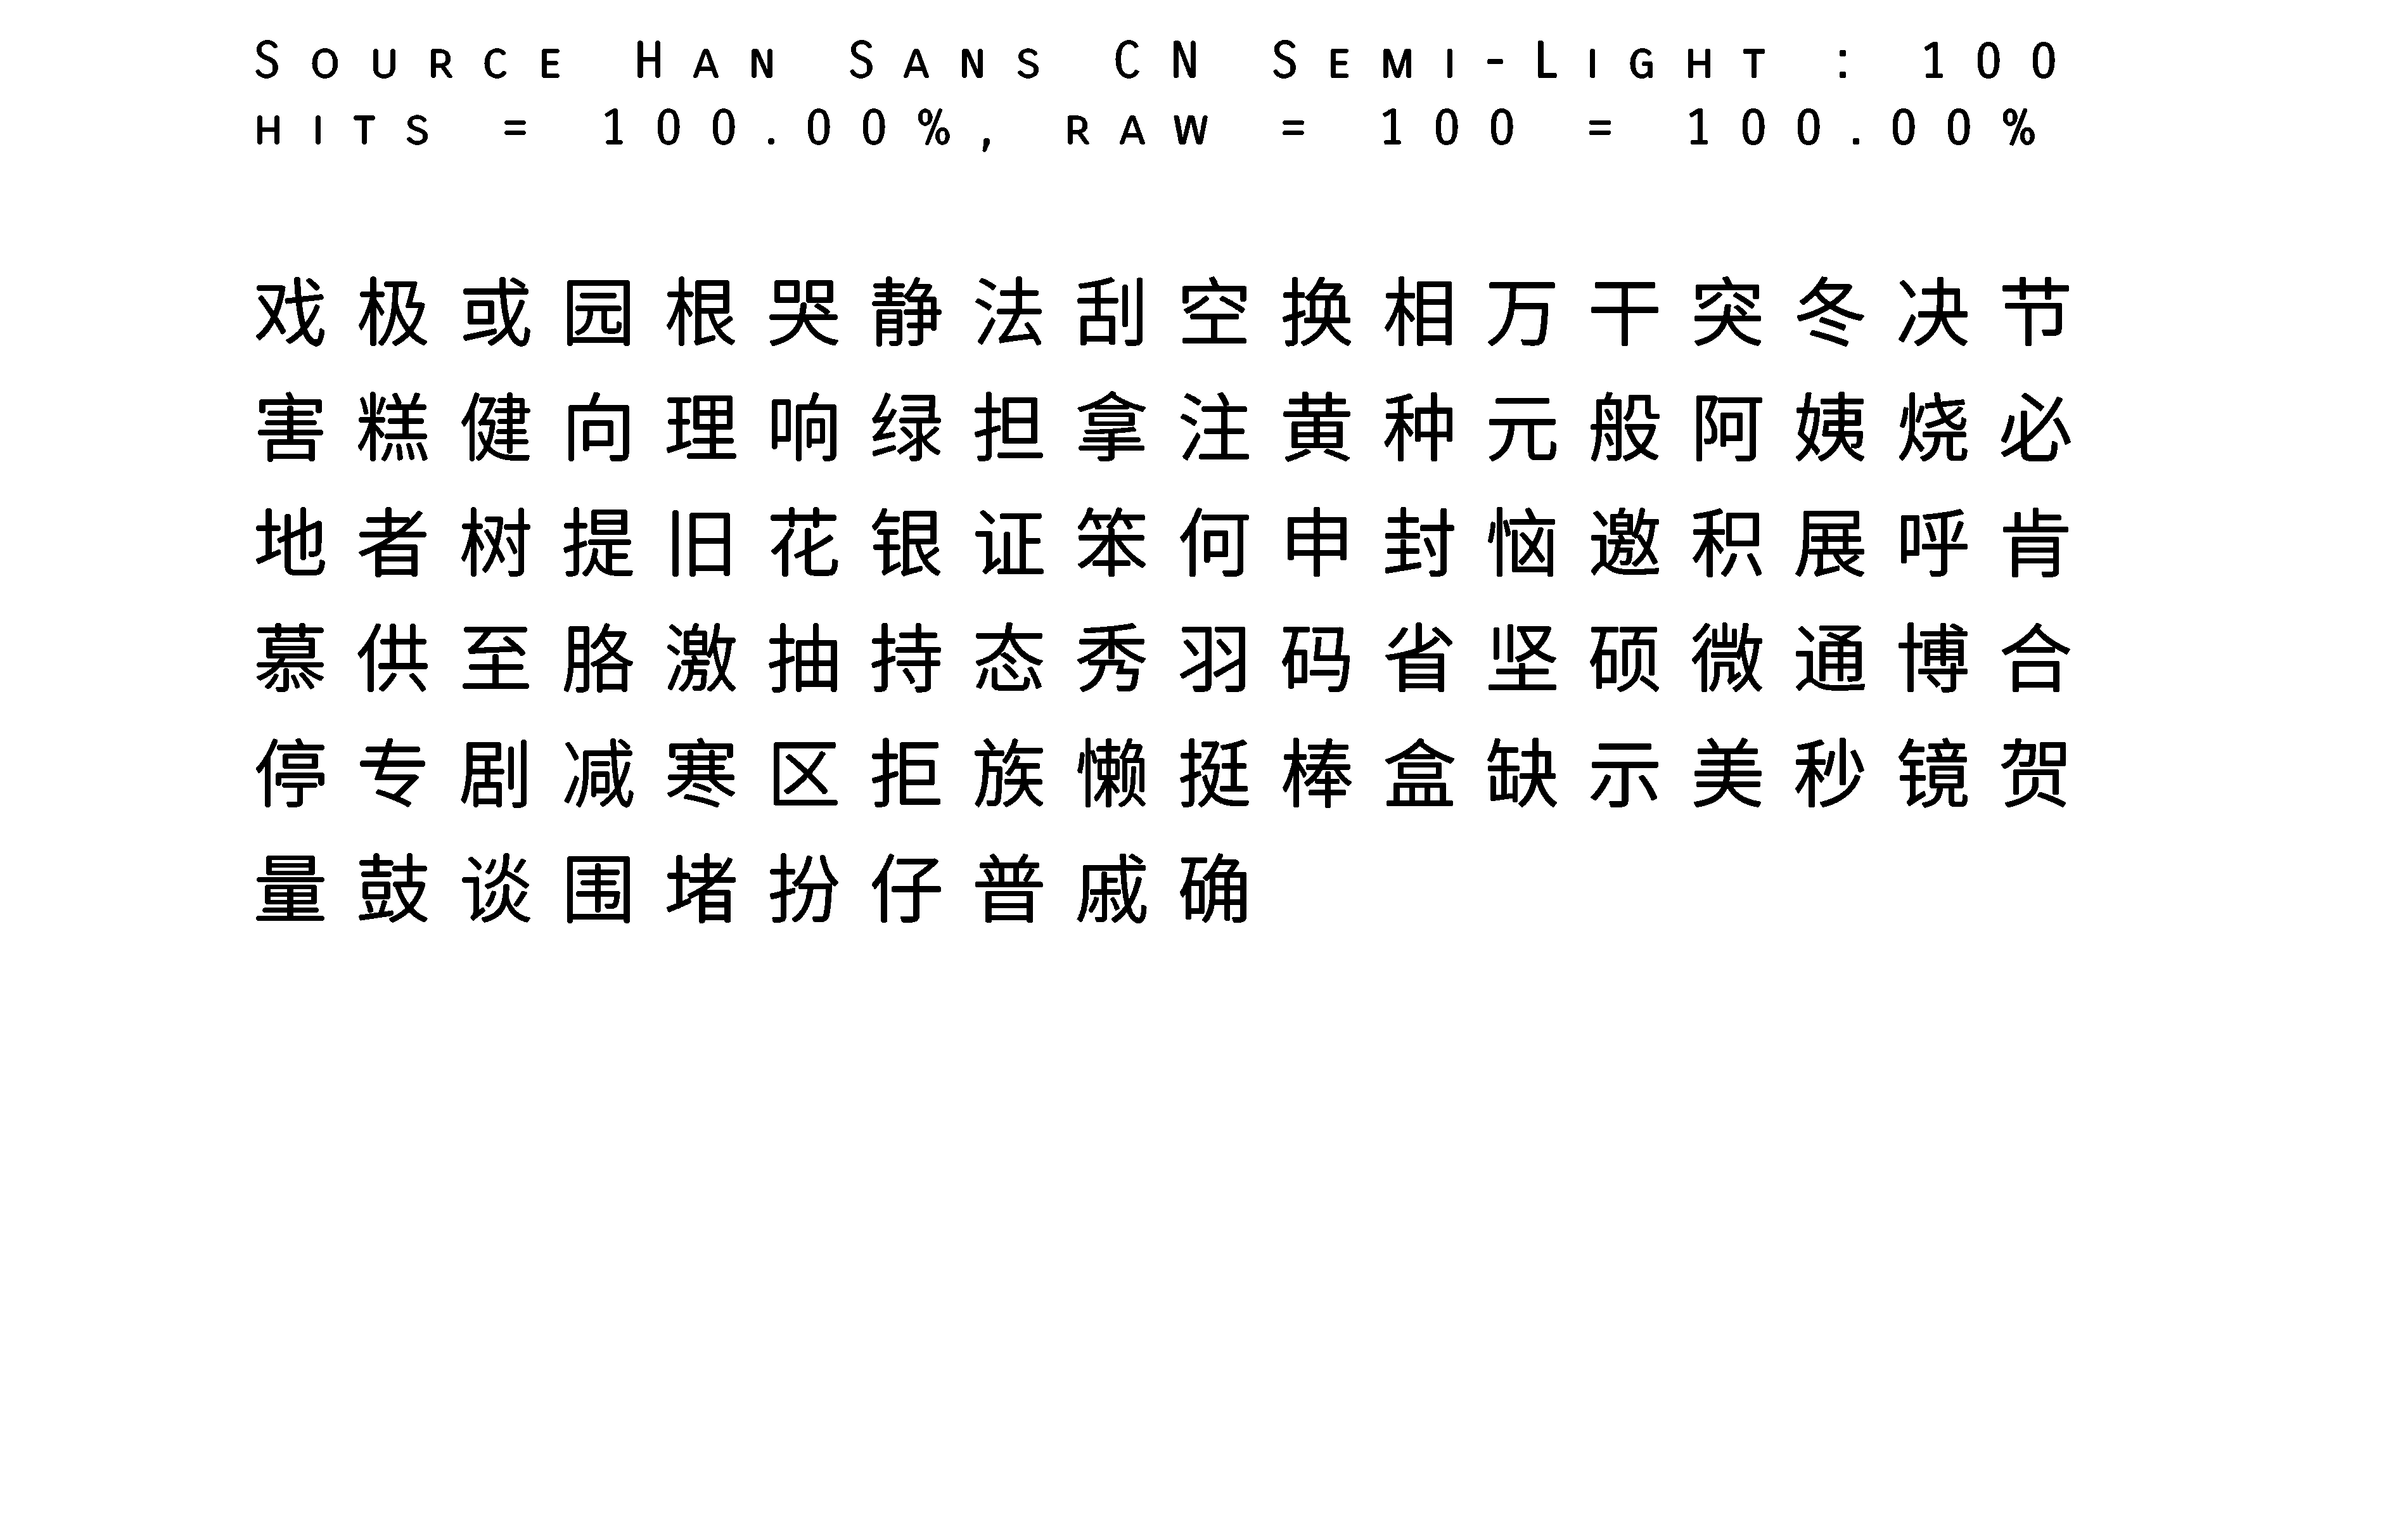 Source Han Sans CN Semi-Light : 100
hits = 100.00%, raw = 100 = 100.00%
戏极或园根哭静法刮空换相万干突冬决节
害糕健向理响绿担拿注黄种元般阿姨烧必
地者树提旧花银证笨何申封恼邀积展呼肯
慕供至胳激抽持态秀羽码省坚硕微通博合
停专剧减寒区拒族懒挺棒盒缺示美秒镜贺
量鼓谈围堵扮仔普戚确